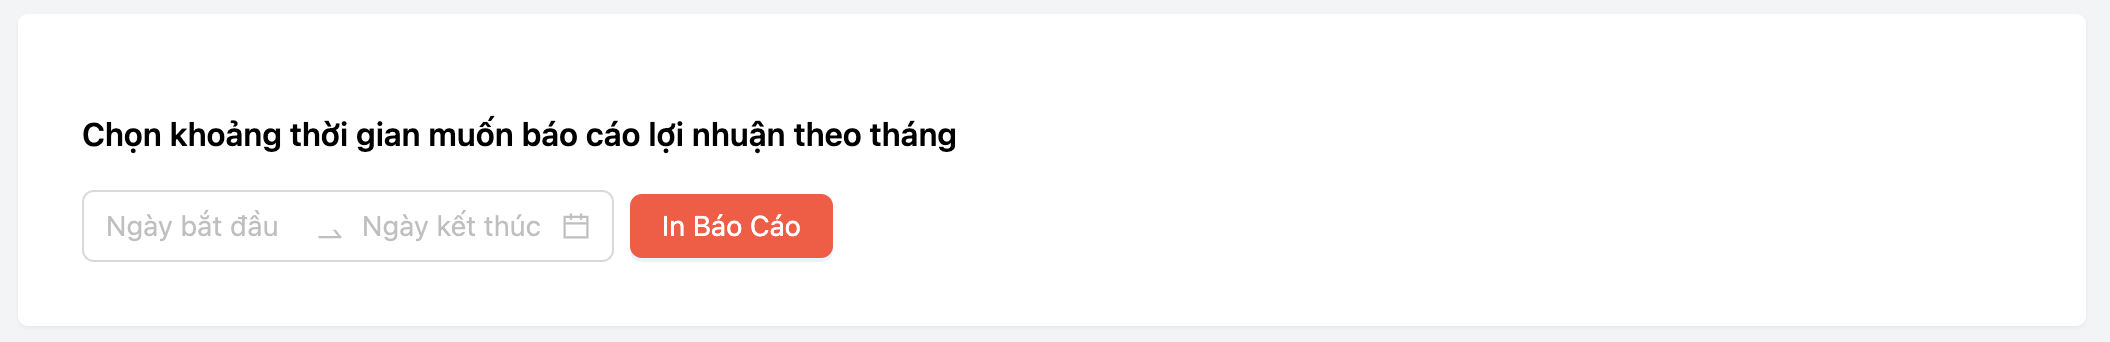 Chọn khoảng thời gian muốn báo cáo lợi nhuận theo tháng
Ngày bắt đầu Ngày kết thúc In Báo Cáo